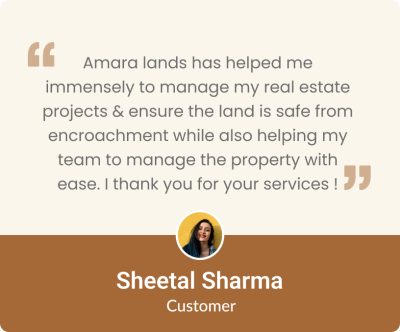 Amara lands has helped me
immensely to manage my real estate
projects & ensure the land is safe from
encroachment while also helping my
team to manage the property with
ease. I thank you for your services !
Sheetal Sharma
Customer